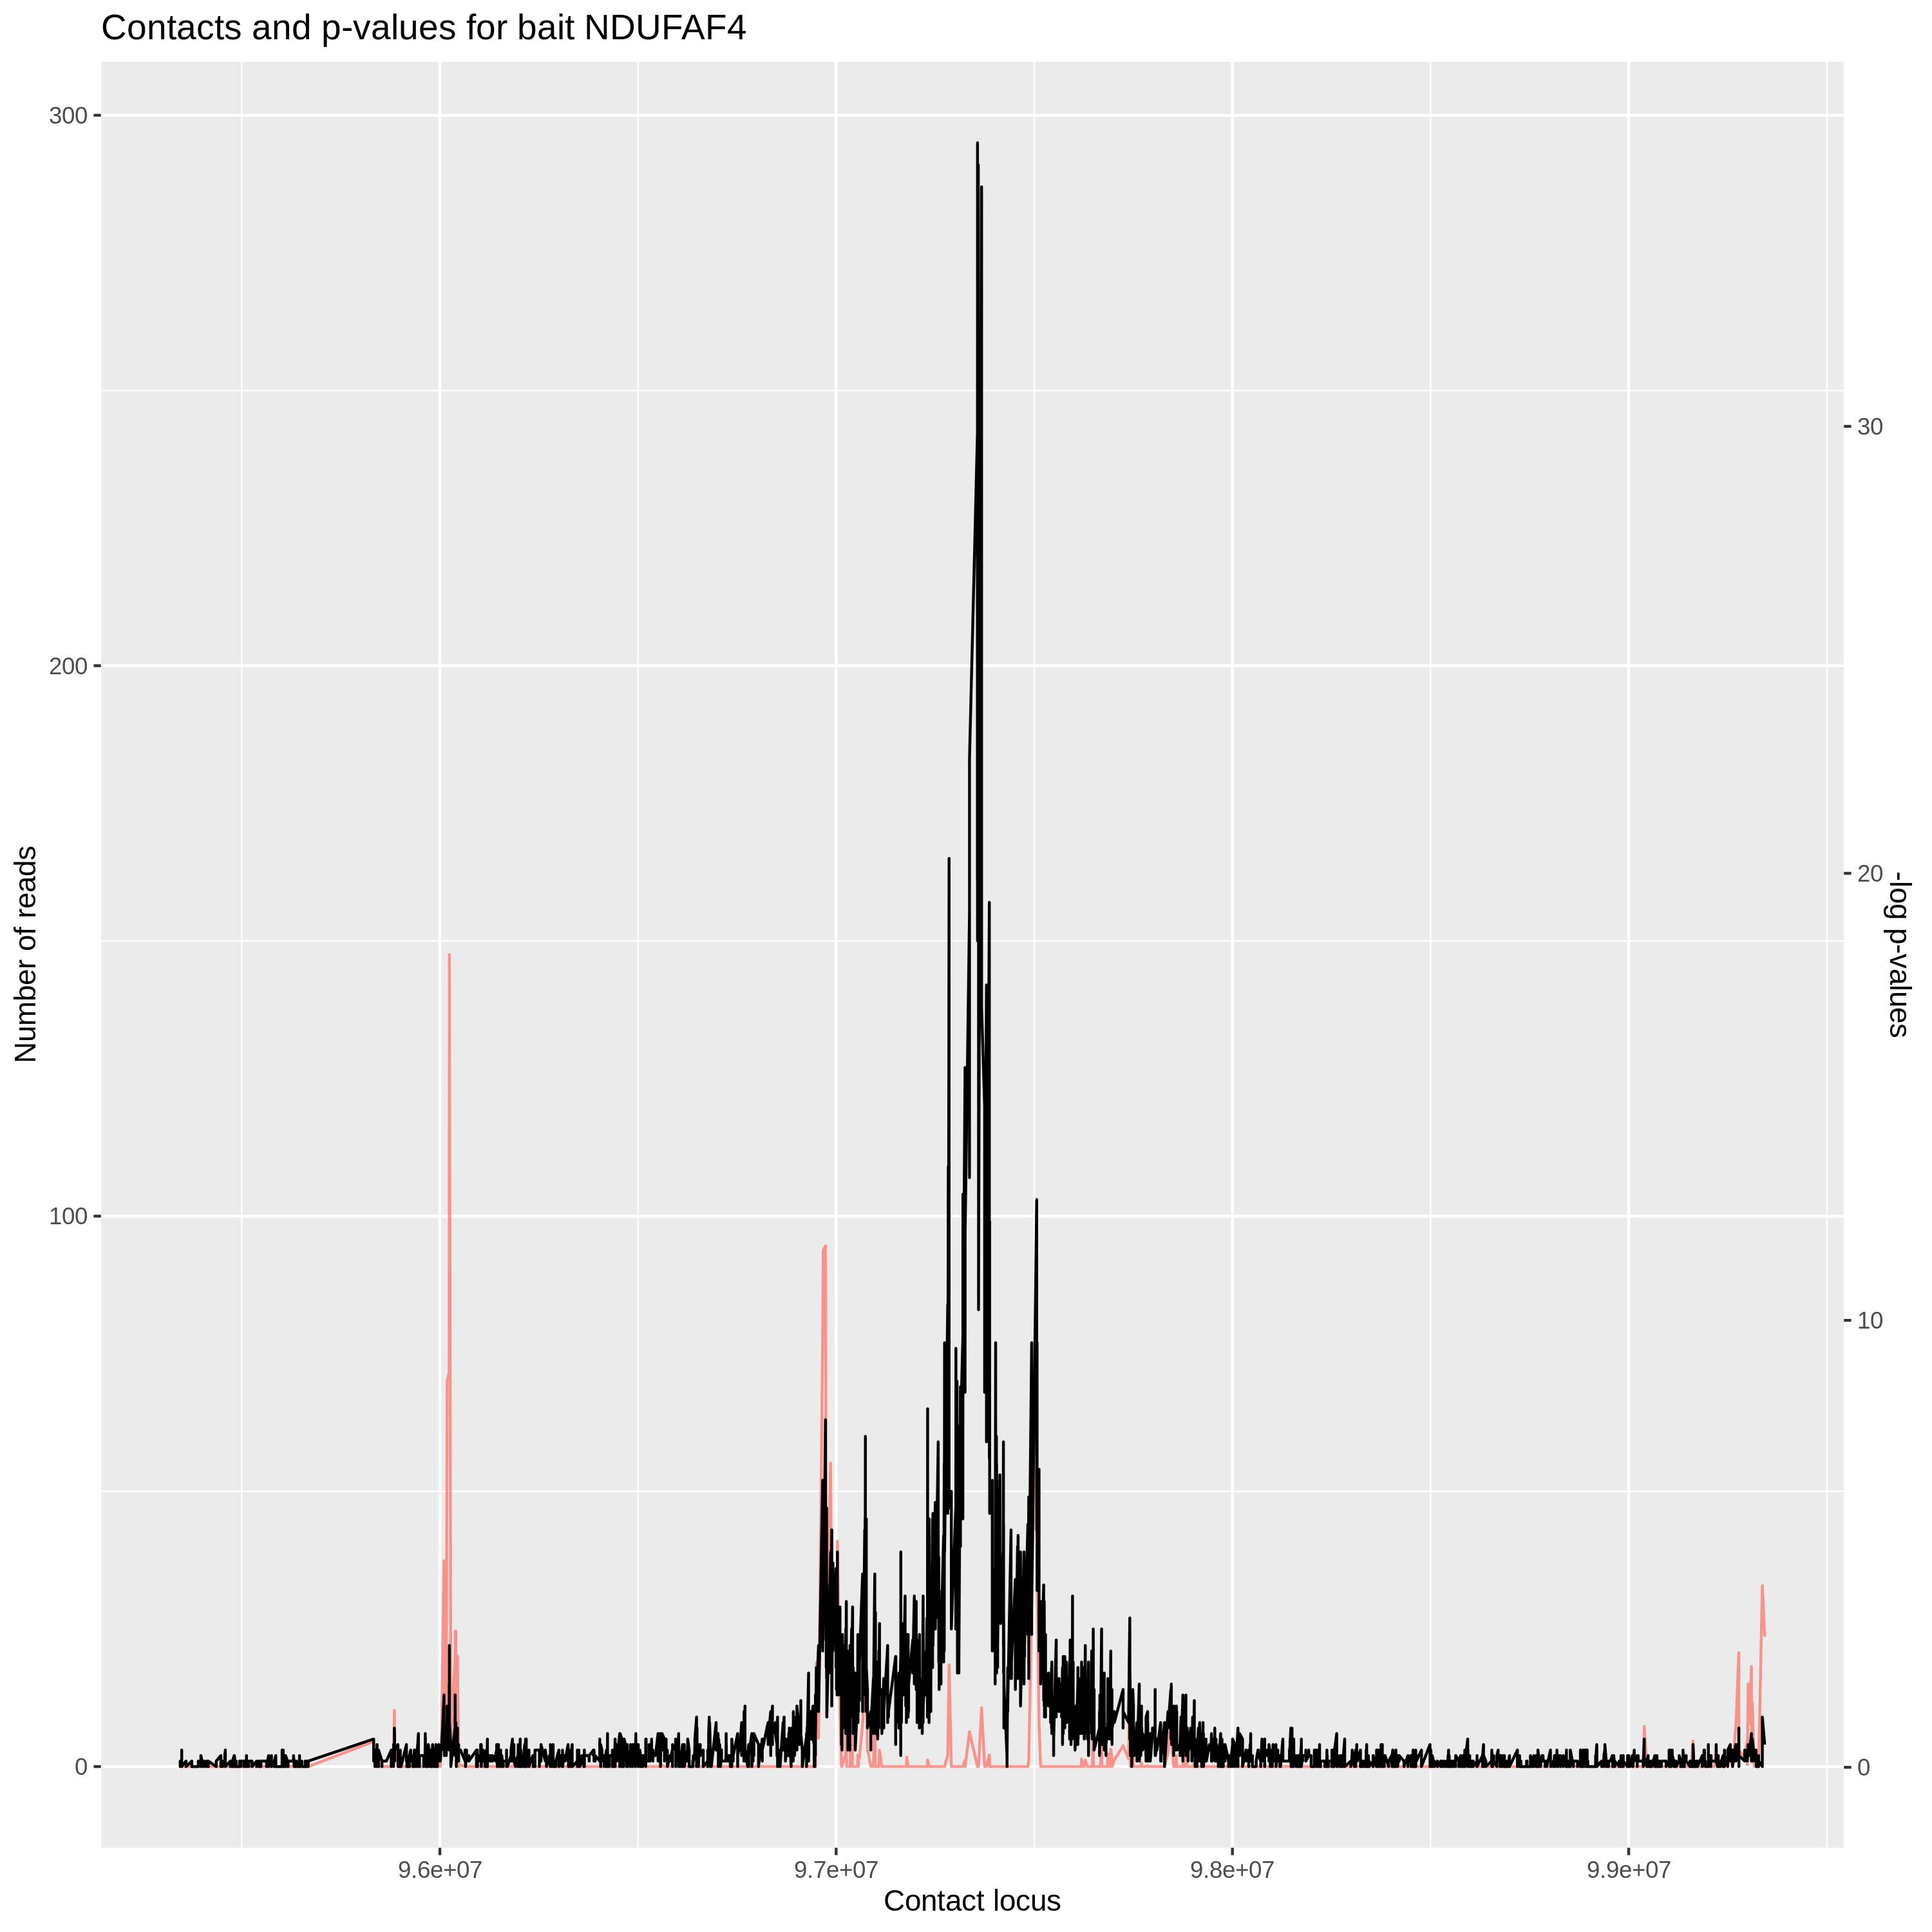 Contacts and p-values for bait NDUFAF4
300
200
100
0
Number of reads
30
20
10
0
-log p-values
9.6e+07
9.7e+07
9.8e+07
9.9e+07
Contact locus